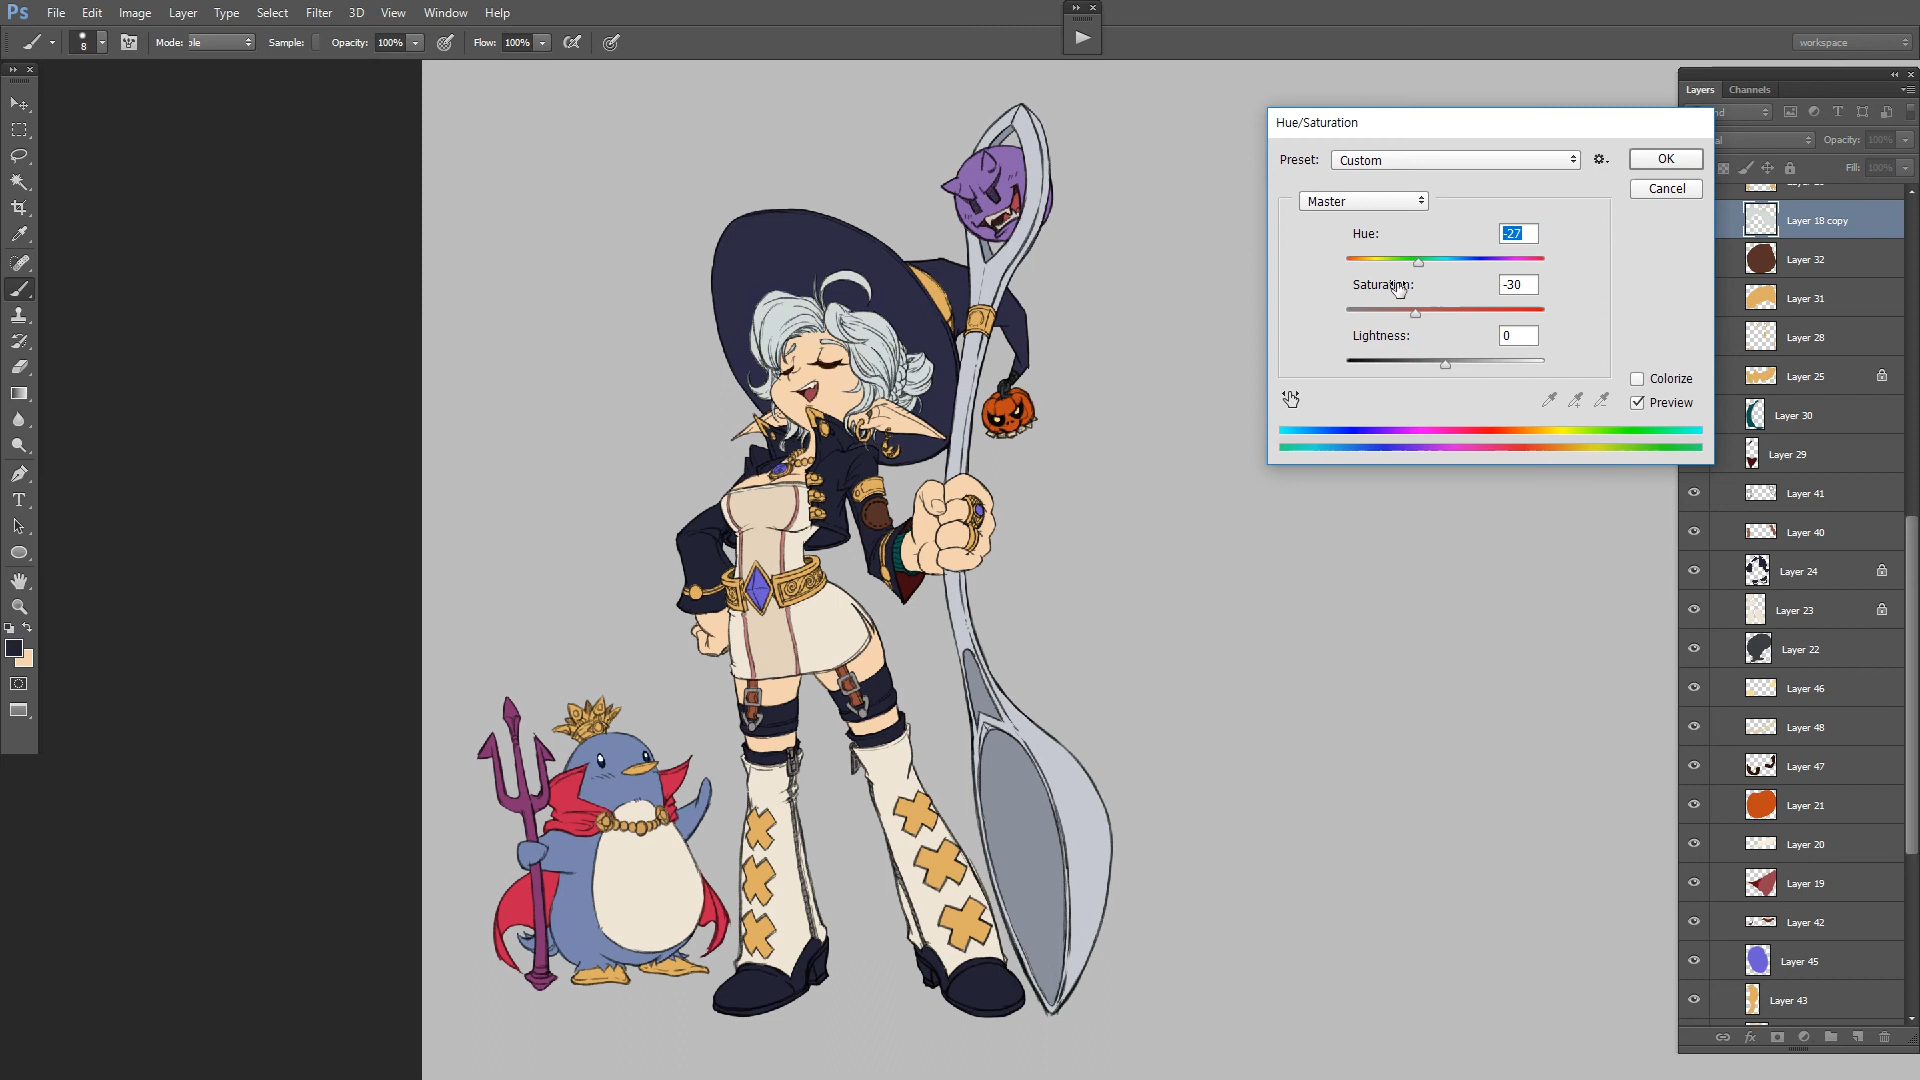 Ps File Edit Image Layer Type Select Filter 3D View Window Help
8 Mode: ple Sample: Opacity: 100% Flow: 100% workspace
Layers Channels
Opacity: 100%
Fill: 100%
Hue/Saturation
Preset: Custom OK
Cancel
Master
Hue: -27
Saturation: -30
Lightness: 0
Colorize
Preview
Layer 18 copy
Layer 32
Layer 31
Layer 28
Layer 25
Layer 30
Layer 29
Layer 41
Layer 40
Layer 24
Layer 23
Layer 22
Layer 46
Layer 48
Layer 47
Layer 21
Layer 20
Layer 19
Layer 42
Layer 45
Layer 43